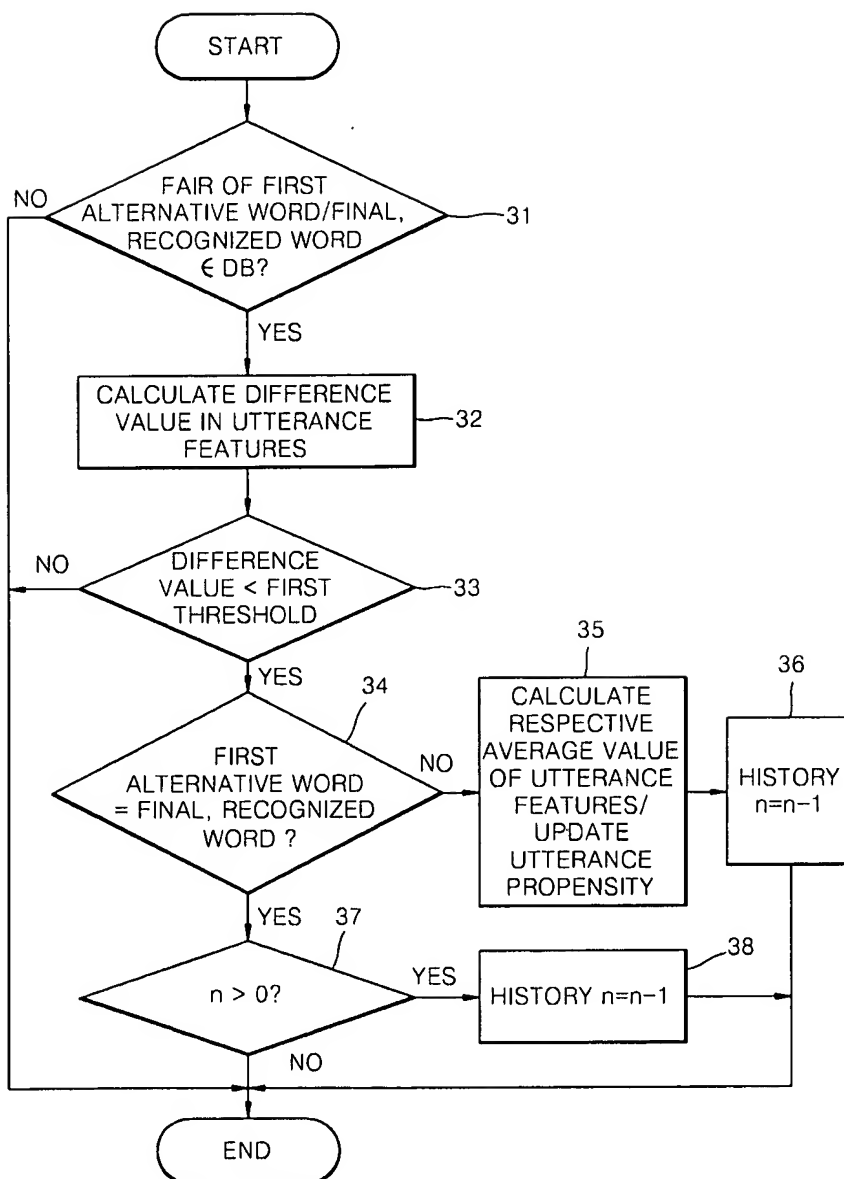 START
NO
FAIR OF FIRST
ALTERNATIVE WORD/FINAL,
RECOGNIZED WORD
∈ DB?
31
YES
CALCULATE DIFFERENCE
VALUE IN UTTERANCE
FEATURES
32
NO
DIFFERENCE
VALUE < FIRST
THRESHOLD
33
YES
34
FIRST
ALTERNATIVE WORD
= FINAL, RECOGNIZED
WORD ?
NO
35
CALCULATE
RESPECTIVE
AVERAGE VALUE
OF UTTERANCE
FEATURES/
UPDATE
UTTERANCE
PROPENSITY
36
HISTORY
n=n-1
YES
37
n > 0?
YES
38
HISTORY n=n-1
NO
END